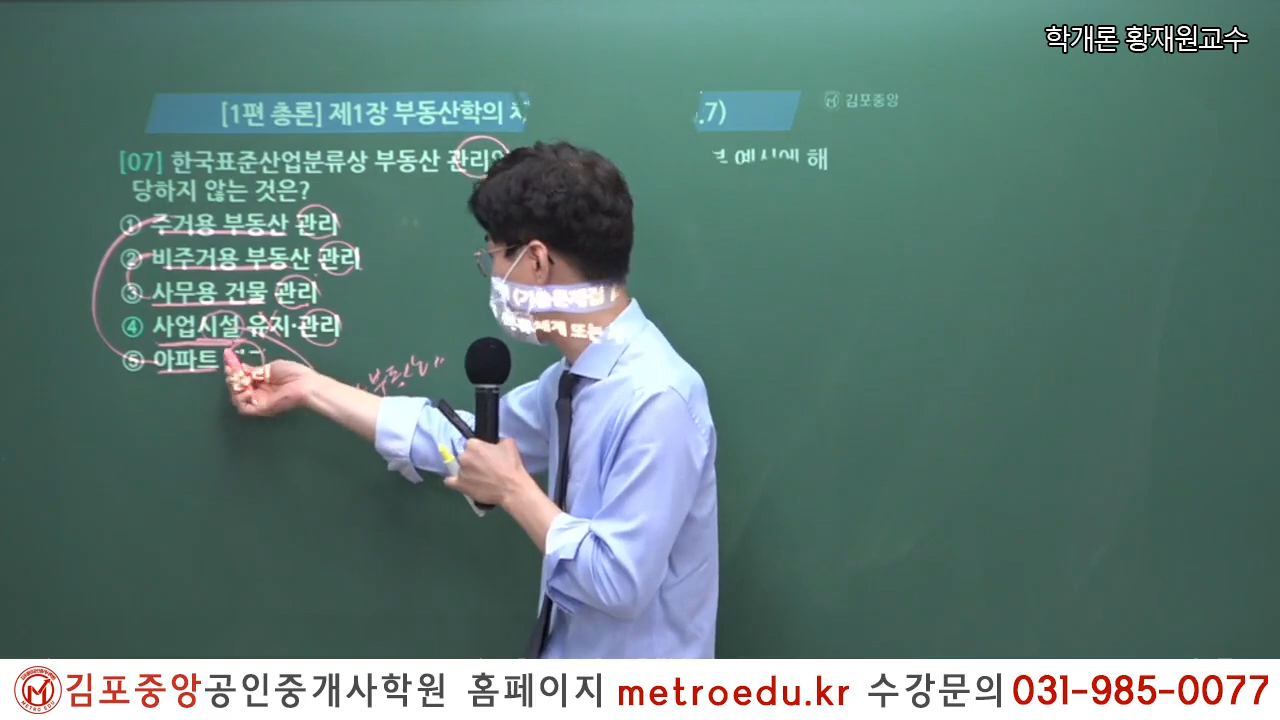 학개론 황재원교수
[1편 총론] 제1장 부동산학의 .7)
김포중앙
[07] 한국표준산업분류상 부동산 관리 예시에 해
당하지 않는 것은?
① 주거용 부동산 관리
② 비주거용 부동산 관리
③ 사무용 건물 관리
④ 사업시설 유지·관리
⑤ 아파트
METRO EDU
김포중앙공인중개사학원 홈페이지 metroedu.kr 수강문의 031-985-0077